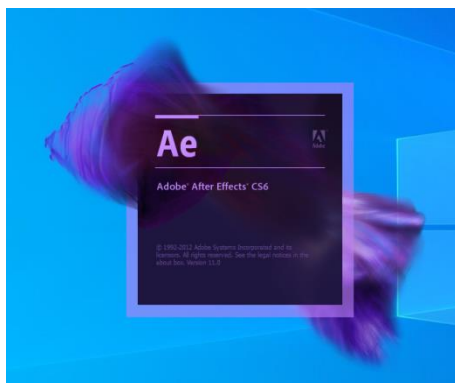 Ae
Adobe
Adobe® After Effects® CS6
© 1992-2012 Adobe Systems Incorporated and its
licensors. All rights reserved. See the legal notices in the
about box. Version 11.0